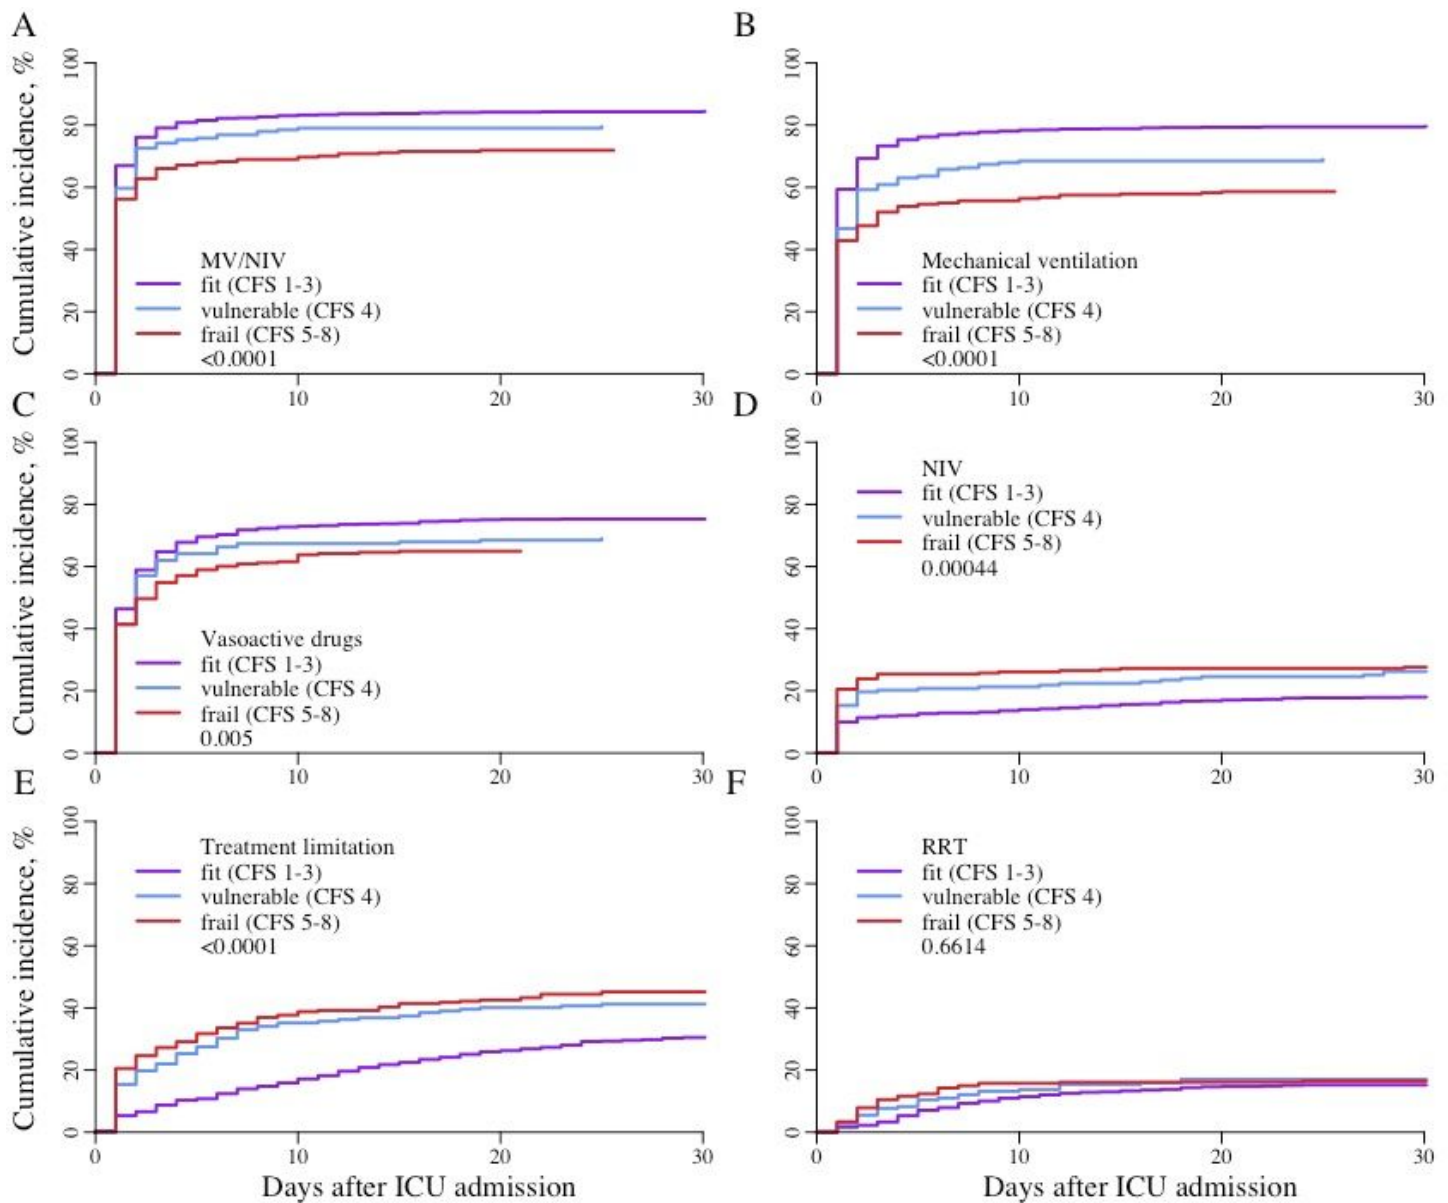 A
Cumulative incidence, %
100
80
60
40
20
0
MV/NIV
fit (CFS 1-3)
vulnerable (CFS 4)
frail (CFS 5-8)
<0.0001
0 10 20 30
B
100
80
60
40
20
0
Mechanical ventilation
fit (CFS 1-3)
vulnerable (CFS 4)
frail (CFS 5-8)
<0.0001
0 10 20 30
C
Cumulative incidence, %
100
80
60
40
20
0
Vasoactive drugs
fit (CFS 1-3)
vulnerable (CFS 4)
frail (CFS 5-8)
0.005
0 10 20 30
D
100
80
60
40
20
0
NIV
fit (CFS 1-3)
vulnerable (CFS 4)
frail (CFS 5-8)
0.00044
0 10 20 30
E
Cumulative incidence, %
100
80
60
40
20
0
Treatment limitation
fit (CFS 1-3)
vulnerable (CFS 4)
frail (CFS 5-8)
<0.0001
0 10 20 30
Days after ICU admission
F
100
80
60
40
20
0
RRT
fit (CFS 1-3)
vulnerable (CFS 4)
frail (CFS 5-8)
0.6614
0 10 20 30
Days after ICU admission